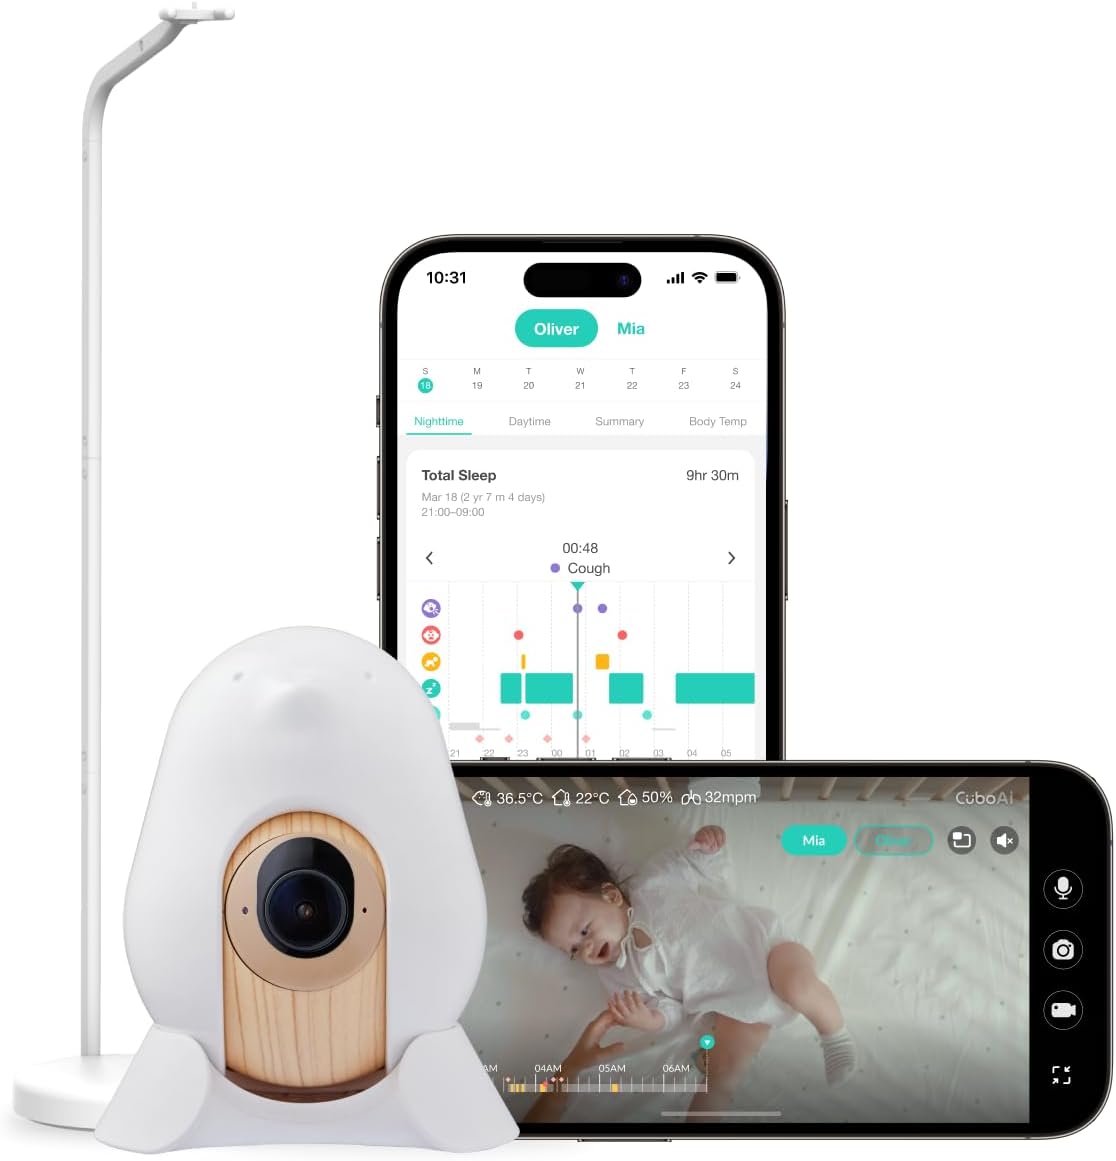 10:31
Oliver Mia
S M T W T F S
18 19 20 21 22 23 24
Nighttime Daytime Summary Body Temp
Total Sleep 9hr 30m
Mar 18 (2 yr 7 m 4 days)
21:00–09:00
00:48
Cough
z z
21 22 23 00 01 02 03 04 05
36.5°C 22°C 50% 32mpm CuboAi
Mia
AM 04AM 05AM 06AM